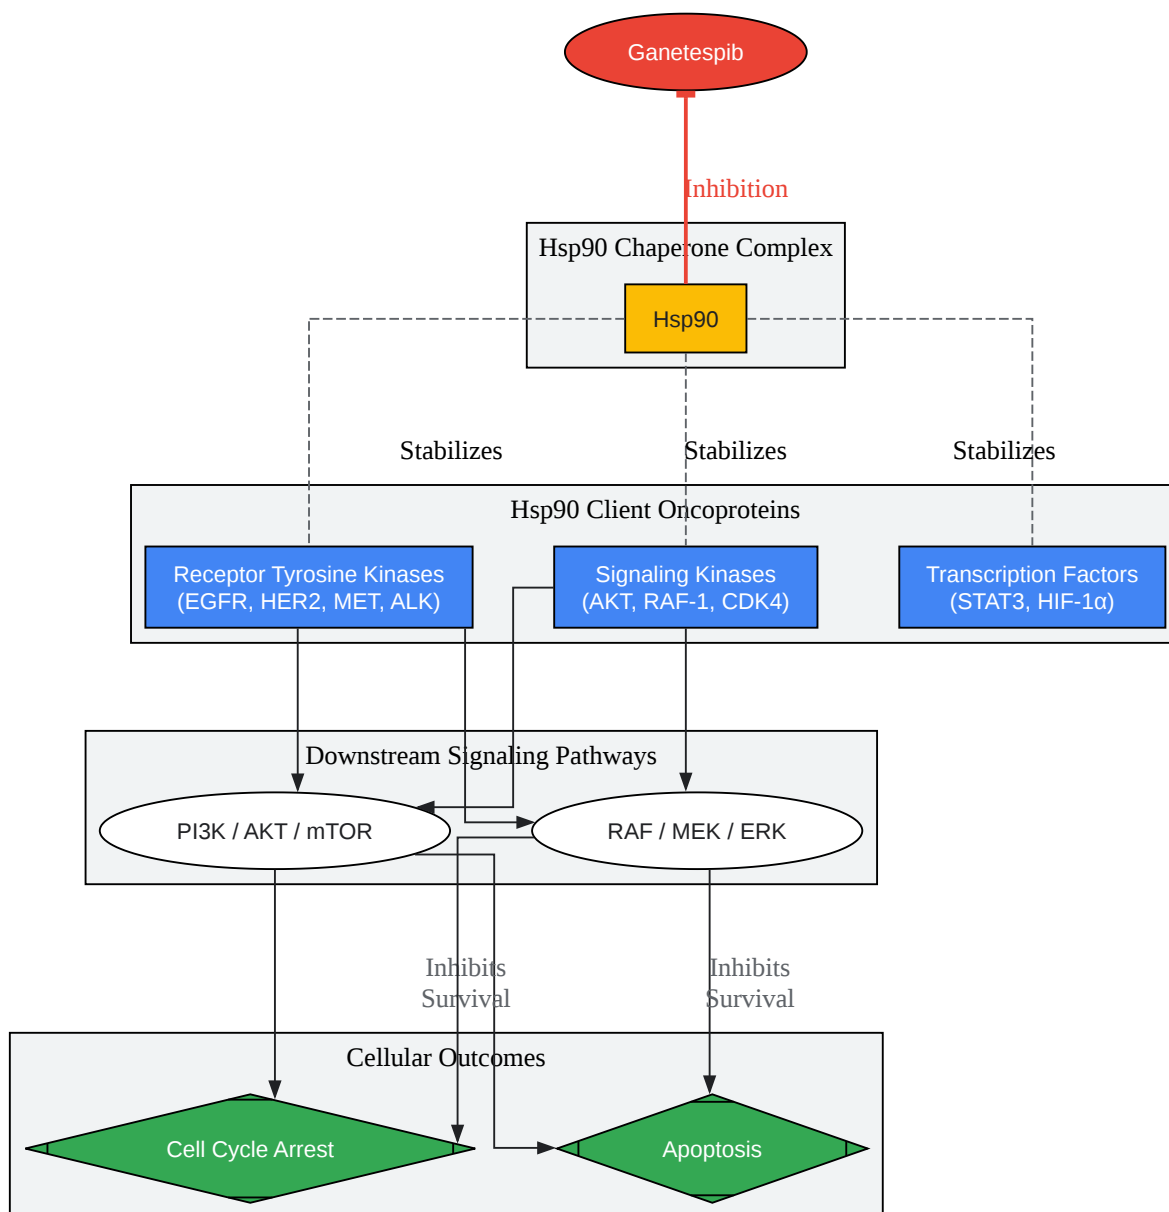 Ganetespib
Inhibition
Hsp90 Chaperone Complex
Hsp90
Stabilizes
Stabilizes
Stabilizes
Hsp90 Client Oncoproteins
Receptor Tyrosine Kinases
(EGFR, HER2, MET, ALK)
Signaling Kinases
(AKT, RAF-1, CDK4)
Transcription Factors
(STAT3, HIF-1α)
Downstream Signaling Pathways
PI3K / AKT / mTOR
RAF / MEK / ERK
Inhibits
Survival
Inhibits
Survival
Cellular Outcomes
Cell Cycle Arrest
Apoptosis